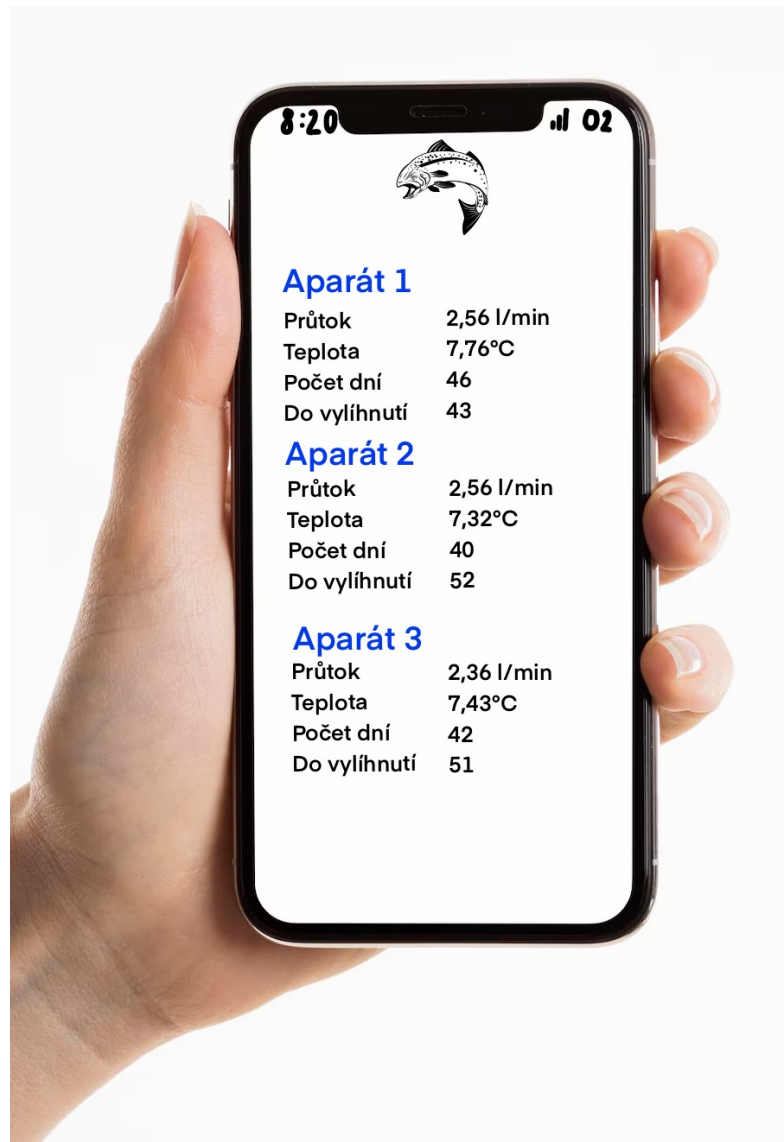 8:20 O2
Aparát 1
Průtok 2,56 l/min
Teplota 7,76°C
Počet dní 46
Do vylíhnutí 43
Aparát 2
Průtok 2,56 l/min
Teplota 7,32°C
Počet dní 40
Do vylíhnutí 52
Aparát 3
Průtok 2,36 l/min
Teplota 7,43°C
Počet dní 42
Do vylíhnutí 51